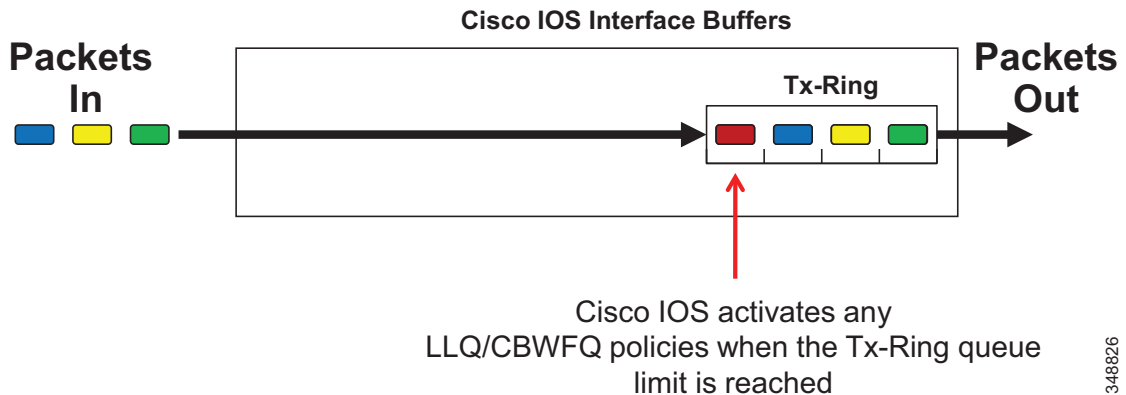 Cisco IOS Interface Buffers
Packets
In
Tx-Ring
Packets
Out
Cisco IOS activates any
LLQ/CBWFQ policies when the Tx-Ring queue
limit is reached
348826